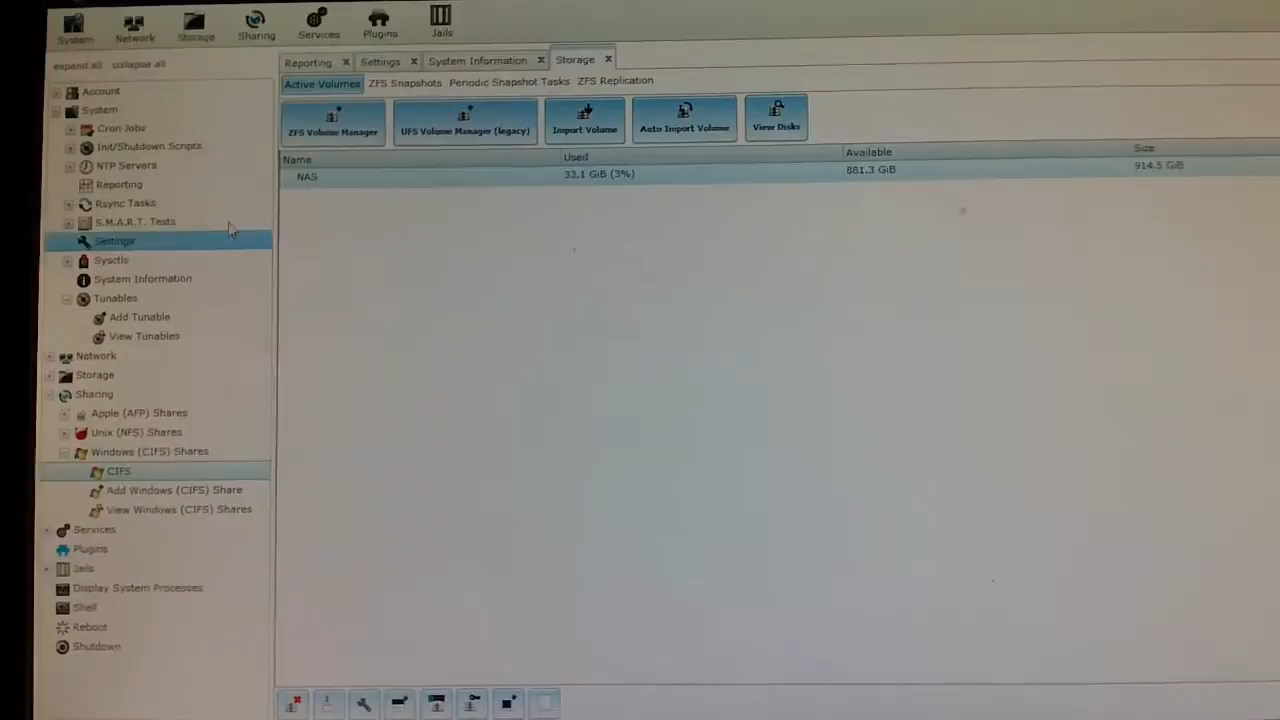 System Network Storage Sharing Services Plugins Jails
expand all collapse all
Reporting Settings System Information Storage
Active Volumes ZFS Snapshots Periodic Snapshot Tasks ZFS Replication
ZFS Volume Manager UFS Volume Manager (legacy) Import Volume Auto Import Volume View Disks
Name Used Available Size
NAS 33.1 GiB (3%) 881.3 GiB 914.5 GiB
Account
System
Cron Jobs
Init/Shutdown Scripts
NTP Servers
Reporting
Rsync Tasks
S.M.A.R.T. Tests
Settings
Sysctls
System Information
Tunables
Add Tunable
View Tunables
Network
Storage
Sharing
Apple (AFP) Shares
Unix (NFS) Shares
Windows (CIFS) Shares
CIFS
Add Windows (CIFS) Share
View Windows (CIFS) Shares
Services
Plugins
Jails
Display System Processes
Shell
Reboot
Shutdown